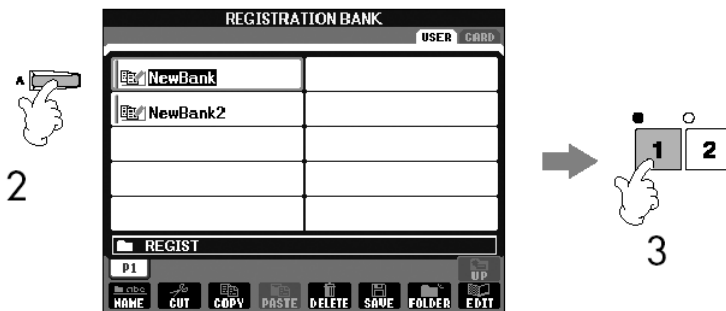 REGISTRATION BANK
USER CARD
A
NewBank
NewBank2
2
1 2
3
REGIST
P1
UP
abc
NAME CUT COPY PASTE DELETE SAVE FOLDER EDIT